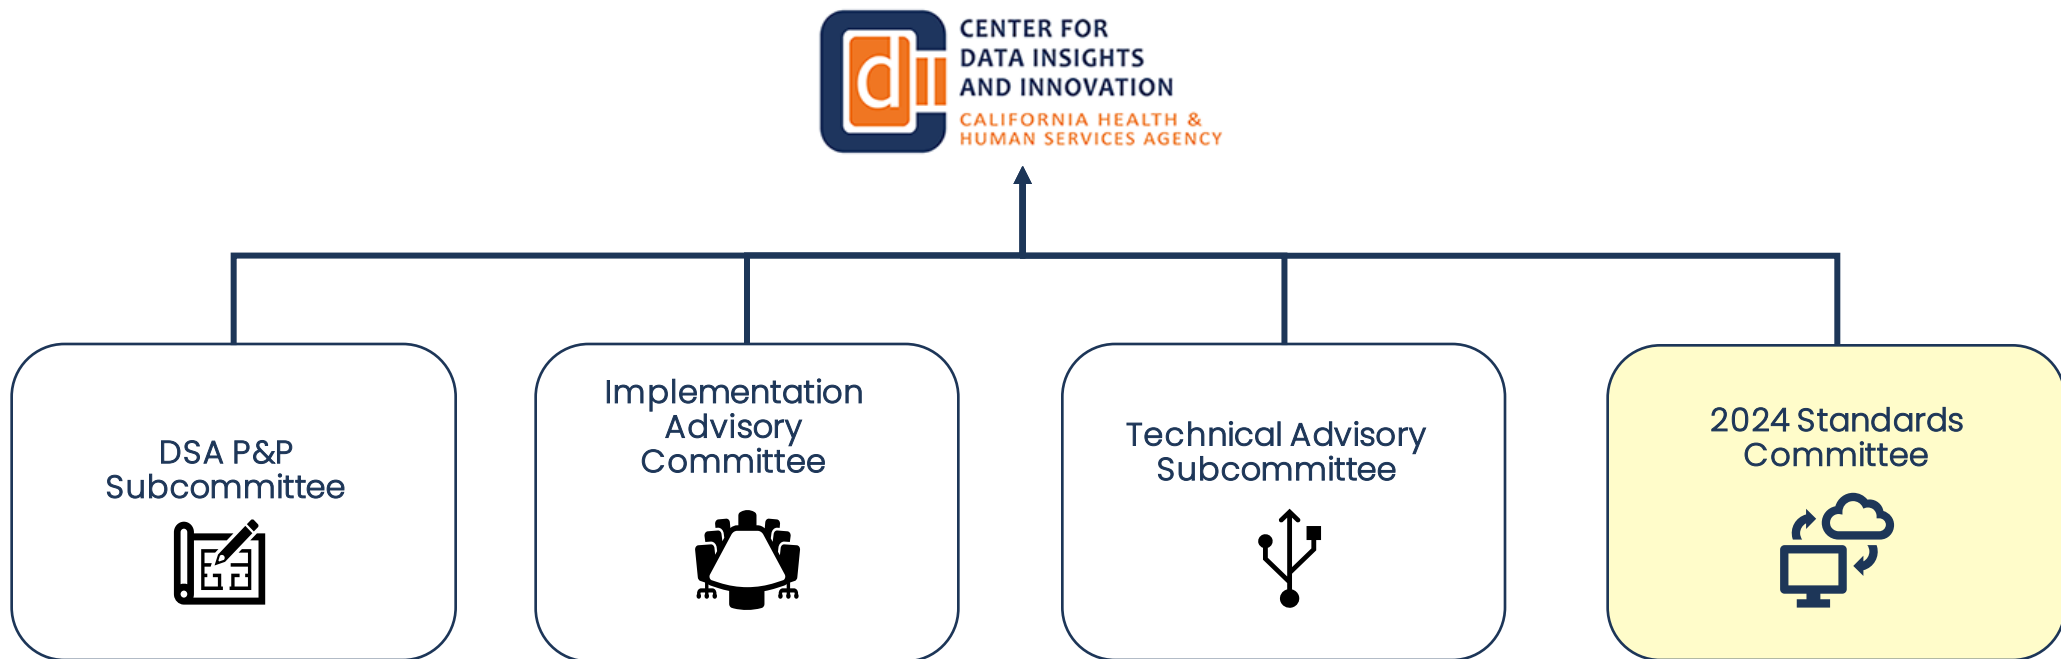 CENTER FOR
DATA INSIGHTS
AND INNOVATION
CALIFORNIA HEALTH &
HUMAN SERVICES AGENCY
DSA P&P
Subcommittee
Implementation
Advisory
Committee
Technical Advisory
Subcommittee
2024 Standards
Committee